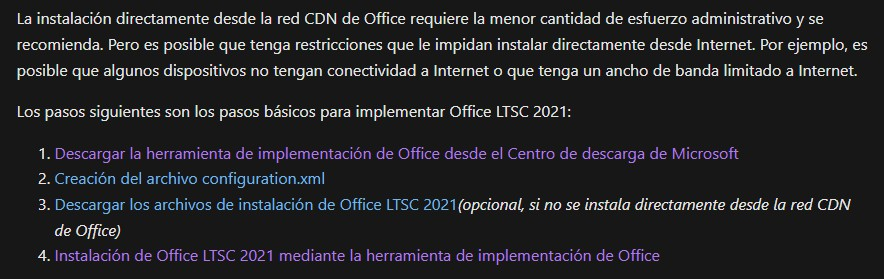 La instalación directamente desde la red CDN de Office requiere la menor cantidad de esfuerzo administrativo y se
recomienda. Pero es posible que tenga restricciones que le impidan instalar directamente desde Internet. Por ejemplo, es
posible que algunos dispositivos no tengan conectividad a Internet o que tenga un ancho de banda limitado a Internet.
Los pasos siguientes son los pasos básicos para implementar Office LTSC 2021:
1. Descargar la herramienta de implementación de Office desde el Centro de descarga de Microsoft
2. Creación del archivo configuration.xml
3. Descargar los archivos de instalación de Office LTSC 2021(opcional, si no se instala directamente desde la red CDN
de Office)
4. Instalación de Office LTSC 2021 mediante la herramienta de implementación de Office